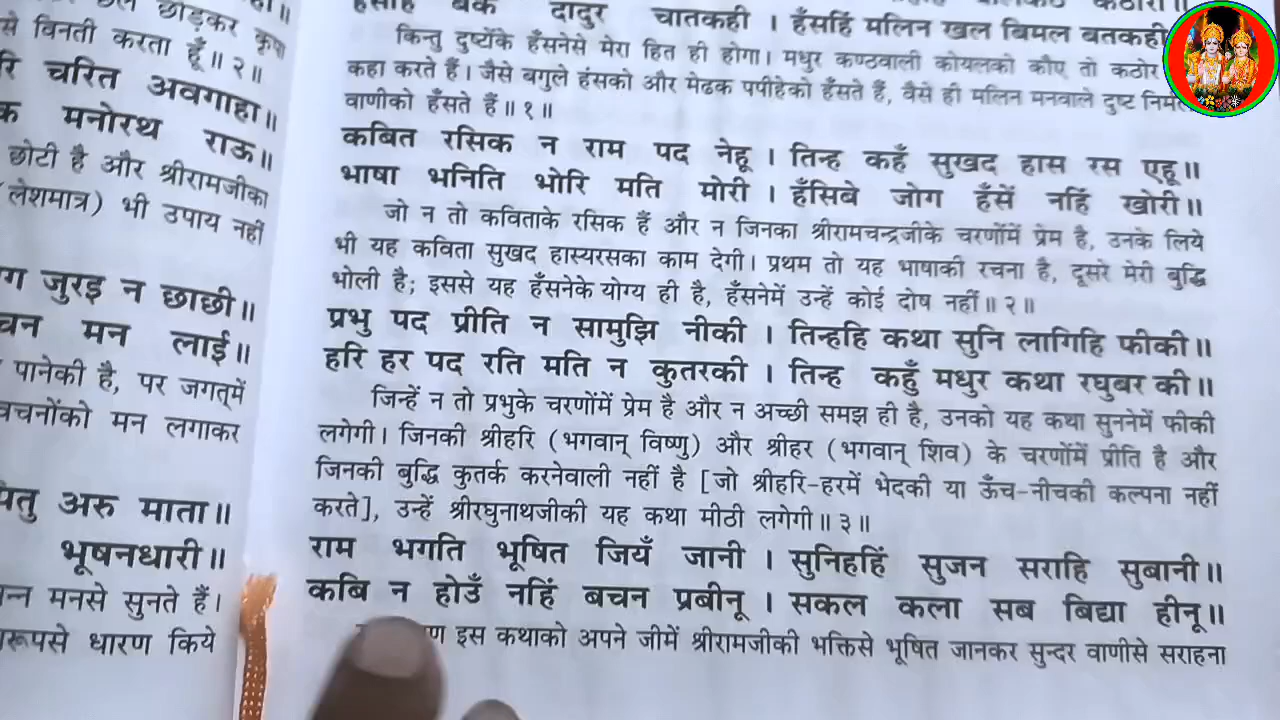 छल छोड़कर कृपा
से विनती करता हूँ॥ २॥
रि चरित अवगाहा।
क मनोरथ राऊ॥
छोटी है और श्रीरामजीका
(लेशमात्र) भी उपाय नहीं
ग जुरइ न छाछी॥
चन मन लाई॥
पानेकी है, पर जगत्‌में
वचनोंको मन लगाकर
पितु अरु माता॥
भूषनधारी॥
न्न मनसे सुनते हैं।
रूपसे धारण किये
हंसहि बक दादुर चातकही । हँसहिं मलिन खल बिमल बतकही
किन्तु दुष्टोंके हँसनेसे मेरा हित ही होगा। मधुर कण्ठवाली कोयलको कौए तो कठोर
कहा करते हैं। जैसे बगुले हंसको और मेढक पपीहेको हँसते हैं, वैसे ही मलिन मनवाले दुष्ट निर्मल
वाणीको हँसते हैं॥ १॥
कबित रसिक न राम पद नेहू । तिन्ह कहँ सुखद हास रस एहू॥
भाषा भनिति भोरि मति मोरी । हँसिबे जोग हँसें नहिं खोरी॥
जो न तो कविताके रसिक हैं और न जिनका श्रीरामचन्द्रजीके चरणोंमें प्रेम है, उनके लिये
भी यह कविता सुखद हास्यरसका काम देगी। प्रथम तो यह भाषाकी रचना है, दूसरे मेरी बुद्धि
भोली है; इससे यह हँसनेके योग्य ही है, हँसनेमें उन्हें कोई दोष नहीं॥ २॥
प्रभु पद प्रीति न सामुझि नीकी । तिन्हहि कथा सुनि लागिहि फीकी॥
हरि हर पद रति मति न कुतरकी । तिन्ह कहुँ मधुर कथा रघुबर की॥
जिन्हें न तो प्रभुके चरणोंमें प्रेम है और न अच्छी समझ ही है, उनको यह कथा सुननेमें फीकी
लगेगी। जिनकी श्रीहरि (भगवान् विष्णु) और श्रीहर (भगवान् शिव) के चरणोंमें प्रीति है और
जिनकी बुद्धि कुतर्क करनेवाली नहीं है [जो श्रीहरि-हरमें भेदकी या ऊँच-नीचकी कल्पना नहीं
करते], उन्हें श्रीरघुनाथजीकी यह कथा मीठी लगेगी॥ ३॥
राम भगति भूषित जियँ जानी । सुनिहहिं सुजन सराहि सुबानी॥
कबि न होउँ नहिं बचन प्रबीनू । सकल कला सब बिद्या हीनू॥
इस कथाको अपने जीमें श्रीरामजीकी भक्तिसे भूषित जानकर सुन्दर वाणीसे सराहना